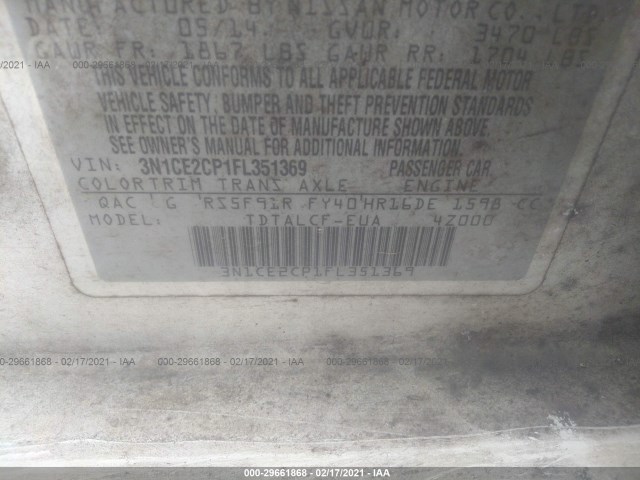 MANUFACTURED BY NISSAN MOTOR CO., LTD.
DATE 05/14 GVWR: 3470 LBS
GAWR FR: 1867 LBS GAWR RR: 1704 LBS
THIS VEHICLE CONFORMS TO ALL APPLICABLE FEDERAL MOTOR
VEHICLE SAFETY, BUMPER AND THEFT PREVENTION STANDARDS
IN EFFECT ON THE DATE OF MANUFACTURE SHOWN ABOVE.
SEE OWNER'S MANUAL FOR ADDITIONAL INFORMATION.
VIN: 3N1CE2CP1FL351369 PASSENGER CAR
COLOR TRIM TRANS AXLE ENGINE
QAC G RS5F91R FY40 HR16DE 1598 CC
MODEL: TDTALCF-EUA 4Z000
3N1CE2CP1FL351369
000-29661868 - 02/17/2021 - IAA
000-29661868 - 02/17/2021 - IAA
000-29661868 - 02/17/2021 - IAA
000-29661868 - 02/17/2021 - IAA